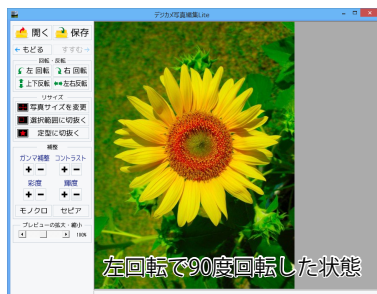 デジカメ写真編集Lite
開く 保存
もどる すすむ
回転・反転
左回転 右回転
上下反転 左右反転
リサイズ
写真サイズを変更
選択範囲に切抜く
定型に切抜く
補整
ガンマ補整 コントラスト
+ - + -
彩度 輝度
+ - + -
モノクロ セピア
プレビューの拡大・縮小
100%
左回転で90度回転した状態